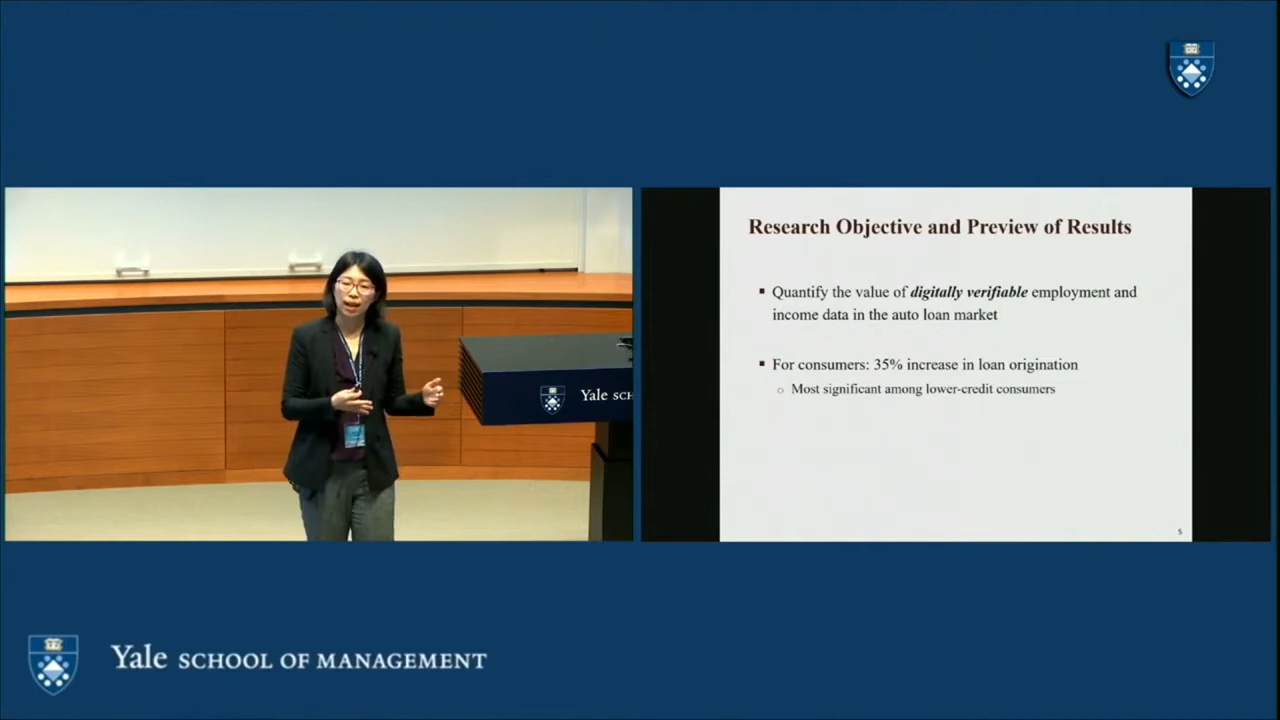 Yale SCH
Research Objective and Preview of Results
▪ Quantify the value of digitally verifiable employment and
income data in the auto loan market
▪ For consumers: 35% increase in loan origination
○ Most significant among lower-credit consumers
5
Yale SCHOOL OF MANAGEMENT